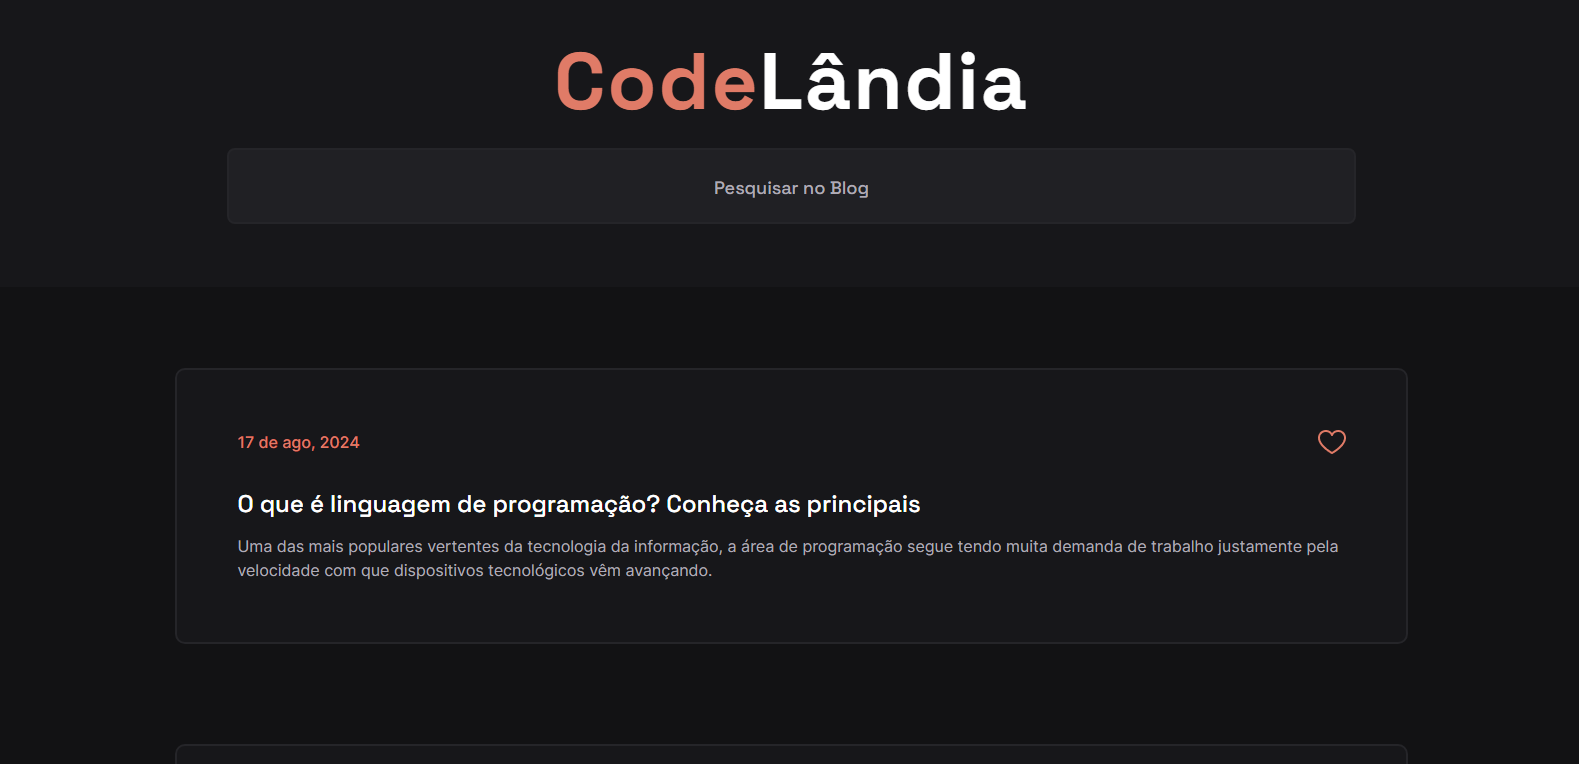 CodeLândia
Pesquisar no Blog
17 de ago, 2024
O que é linguagem de programação? Conheça as principais
Uma das mais populares vertentes da tecnologia da informação, a área de programação segue tendo muita demanda de trabalho justamente pela
velocidade com que dispositivos tecnológicos vêm avançando.